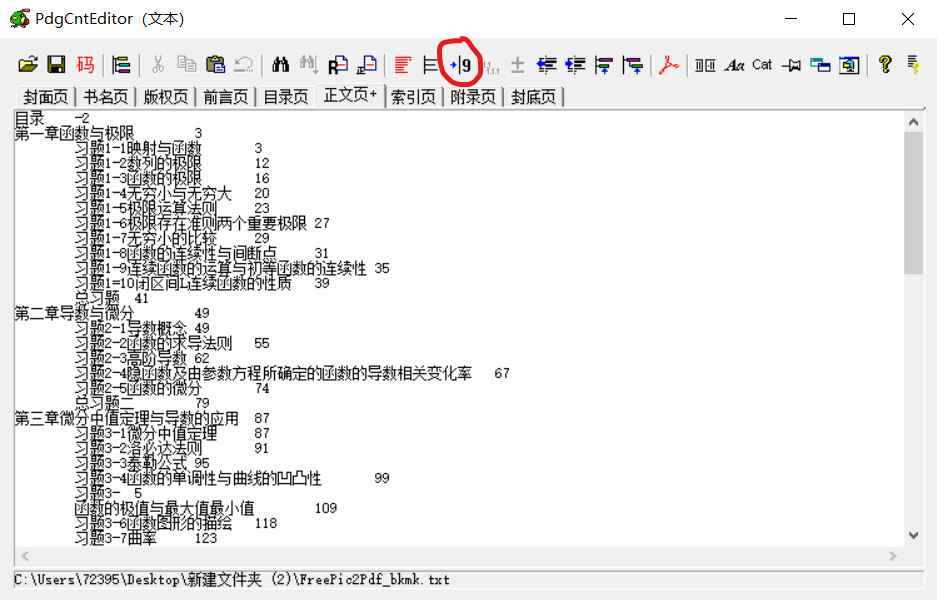 PdgCntEditor (文本)
码 R 9 Aa Cat ?
封面页 书名页 版权页 前言页 目录页 正文页+ 索引页 附录页 封底页
目录 -2
第一章函数与极限 3
习题1-1映射与函数 3
习题1-2数列的极限 12
习题1-3函数的极限 16
习题1-4无穷小与无穷大 20
习题1-5极限运算法则 23
习题1-6极限存在准则两个重要极限 27
习题1-7无穷小的比较 29
习题1-8函数的连续性与间断点 31
习题1-9连续函数的运算与初等函数的连续性 35
习题1=10闭区间L连续函数的性质 39
总习题 41
第二章导数与微分 49
习题2-1导数概念 49
习题2-2函数的求导法则 55
习题2-3高阶导数 62
习题2-4隐函数及由参数方程所确定的函数的导数相关变化率 67
习题2-5函数的微分 74
总习题二 79
第三章微分中值定理与导数的应用 87
习题3-1微分中值定理 87
习题3-2洛必达法则 91
习题3-3泰勒公式 95
习题3-4函数的单调性与曲线的凹凸性 99
习题3- 5
函数的极值与最大值最小值 109
习题3-6函数图形的描绘 118
习题3-7曲率 123
C:\Users\72395\Desktop\新建文件夹 (2)\FreePic2Pdf_bkmk.txt